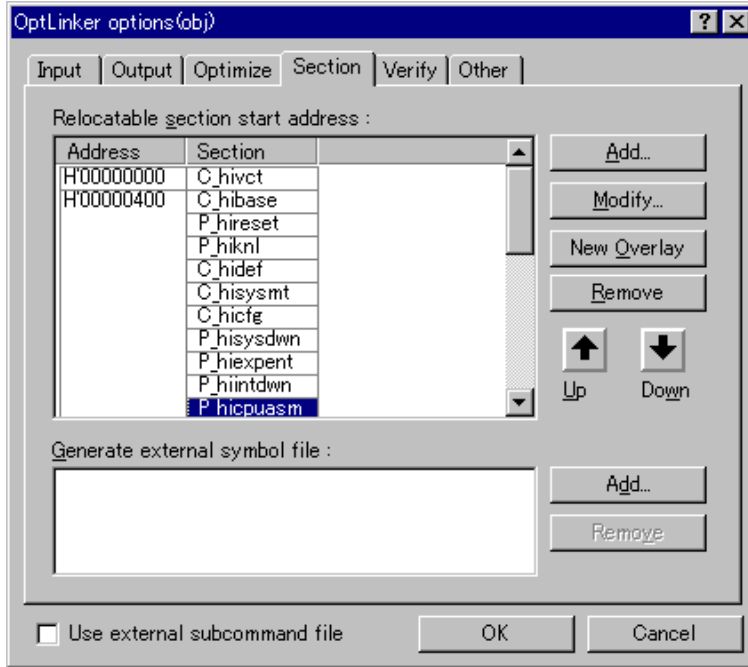 OptLinker options(obj)
Input Output Optimize Section Verify Other
Relocatable section start address :
Address Section
H'00000000 C_hivct
H'00000400 C_hibase
P_hireset
P_hiknl
C_hidef
C_hisysmt
C_hicfg
P_hisysdwn
P_hiexpent
P_hiintdwn
P_hicpuasm
Add...
Modify...
New Overlay
Remove
Up Down
Generate external symbol file :
Add...
Remove
Use external subcommand file
OK Cancel